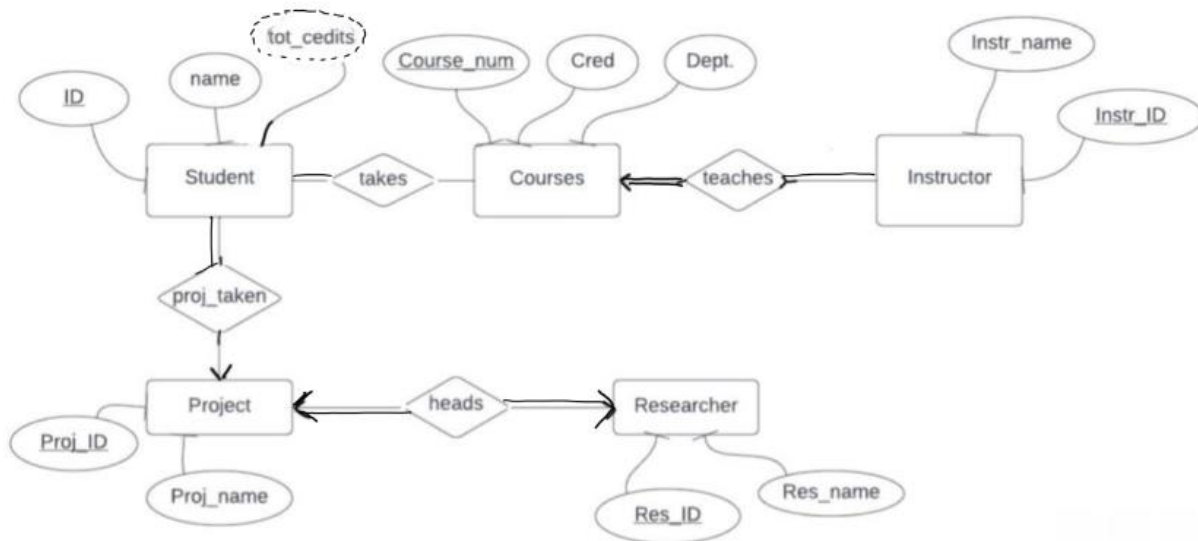 tot_cedits
Course_num
Cred
Dept.
Instr_name
name
ID
Instr_ID
Student
takes
Courses
teaches
Instructor
proj_taken
Project
heads
Researcher
Proj_ID
Proj_name
Res_name
Res_ID